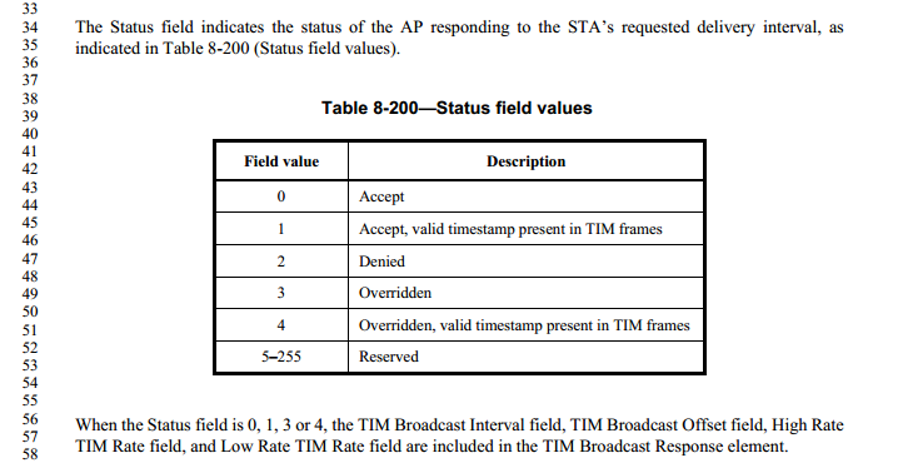 33
34 The Status field indicates the status of the AP responding to the STA's requested delivery interval, as
35 indicated in Table 8-200 (Status field values).
36
37
38 Table 8-200—Status field values
39
40
41 Field value Description
42
43 0 Accept
44
45 1 Accept, valid timestamp present in TIM frames
46
47 2 Denied
48
49 3 Overridden
50
51 4 Overridden, valid timestamp present in TIM frames
52
53 5–255 Reserved
54
55
56 When the Status field is 0, 1, 3 or 4, the TIM Broadcast Interval field, TIM Broadcast Offset field, High Rate
57 TIM Rate field, and Low Rate TIM Rate field are included in the TIM Broadcast Response element.
58